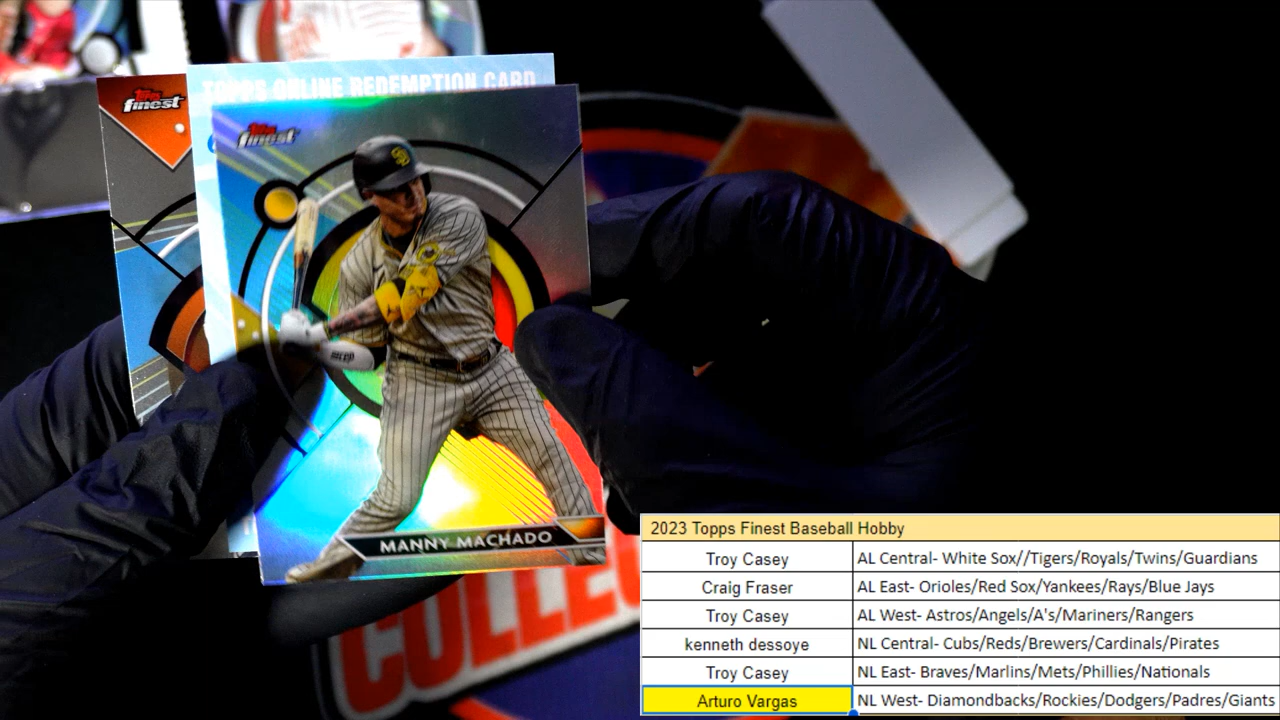 TOPPS ONLINE REDEMPTION CARD
Topps
finest
Topps
finest
MANNY MACHADO
COLLEC
2023 Topps Finest Baseball Hobby
Troy Casey AL Central- White Sox//Tigers/Royals/Twins/Guardians
Craig Fraser AL East- Orioles/Red Sox/Yankees/Rays/Blue Jays
Troy Casey AL West- Astros/Angels/A's/Mariners/Rangers
kenneth dessoye NL Central- Cubs/Reds/Brewers/Cardinals/Pirates
Troy Casey NL East- Braves/Marlins/Mets/Phillies/Nationals
Arturo Vargas NL West- Diamondbacks/Rockies/Dodgers/Padres/Giants